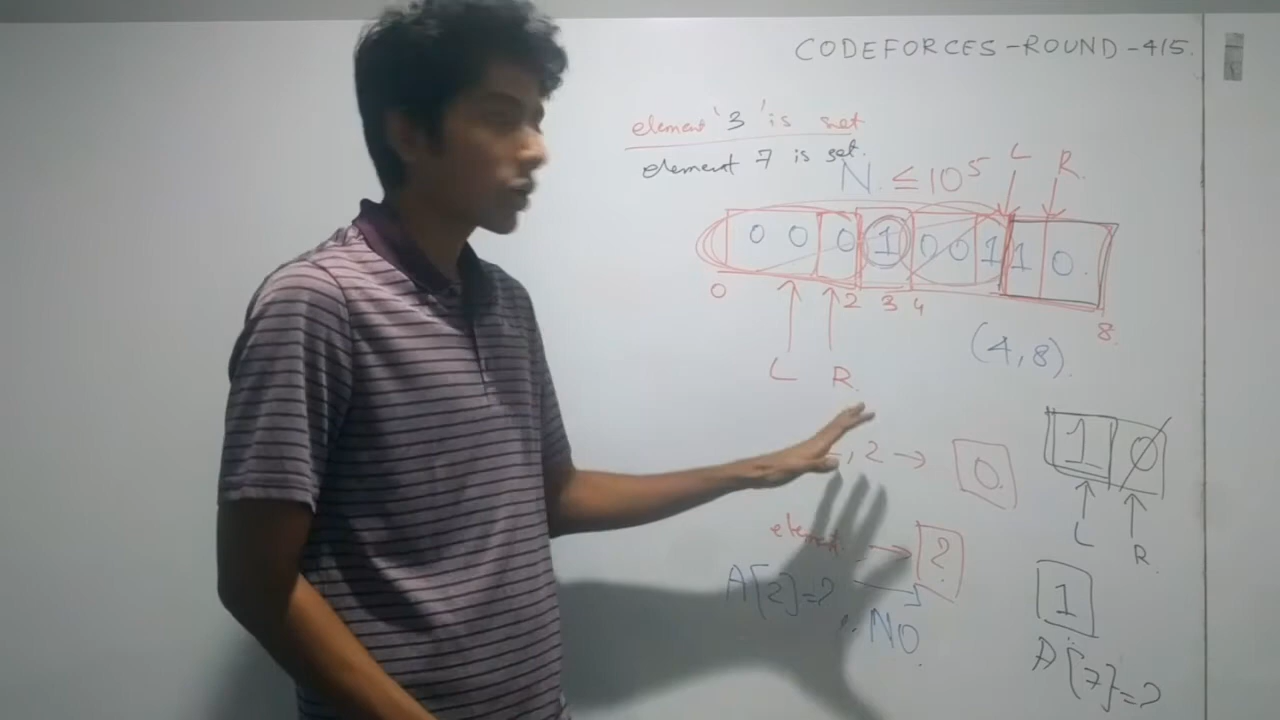 CODEFORCES-ROUND-415.
element '3' is set
element 7 is set.
N ≤ 10^5
L R.
0 0 0 1 0 0 1 1 0.
0 2 3 4 8
L R.
(4,8).
,2 → 0.
1 0
L R.
element → ?
A[2]=?
∴ NO.
1
A[7]=?